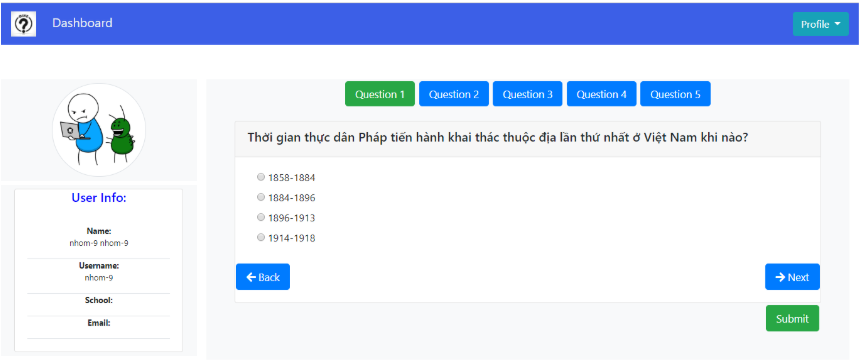 Dashboard
Profile
Question 1 Question 2 Question 3 Question 4 Question 5
Thời gian thực dân Pháp tiến hành khai thác thuộc địa lần thứ nhất ở Việt Nam khi nào?
1858-1884
1884-1896
1896-1913
1914-1918
Back
Next
Submit
User Info:
Name:
nhom-9 nhom-9
Username:
nhom-9
School:
Email: